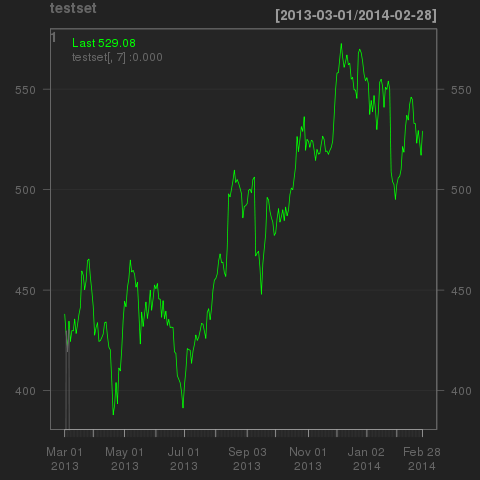 testset
[2013-03-01/2014-02-28]
1
Last 529.08
testset[, 7] :0.000
550 550
500 500
450 450
400 400
Mar 01 May 01 Jul 01 Sep 03 Nov 01 Jan 02 Feb 28
2013 2013 2013 2013 2013 2014 2014